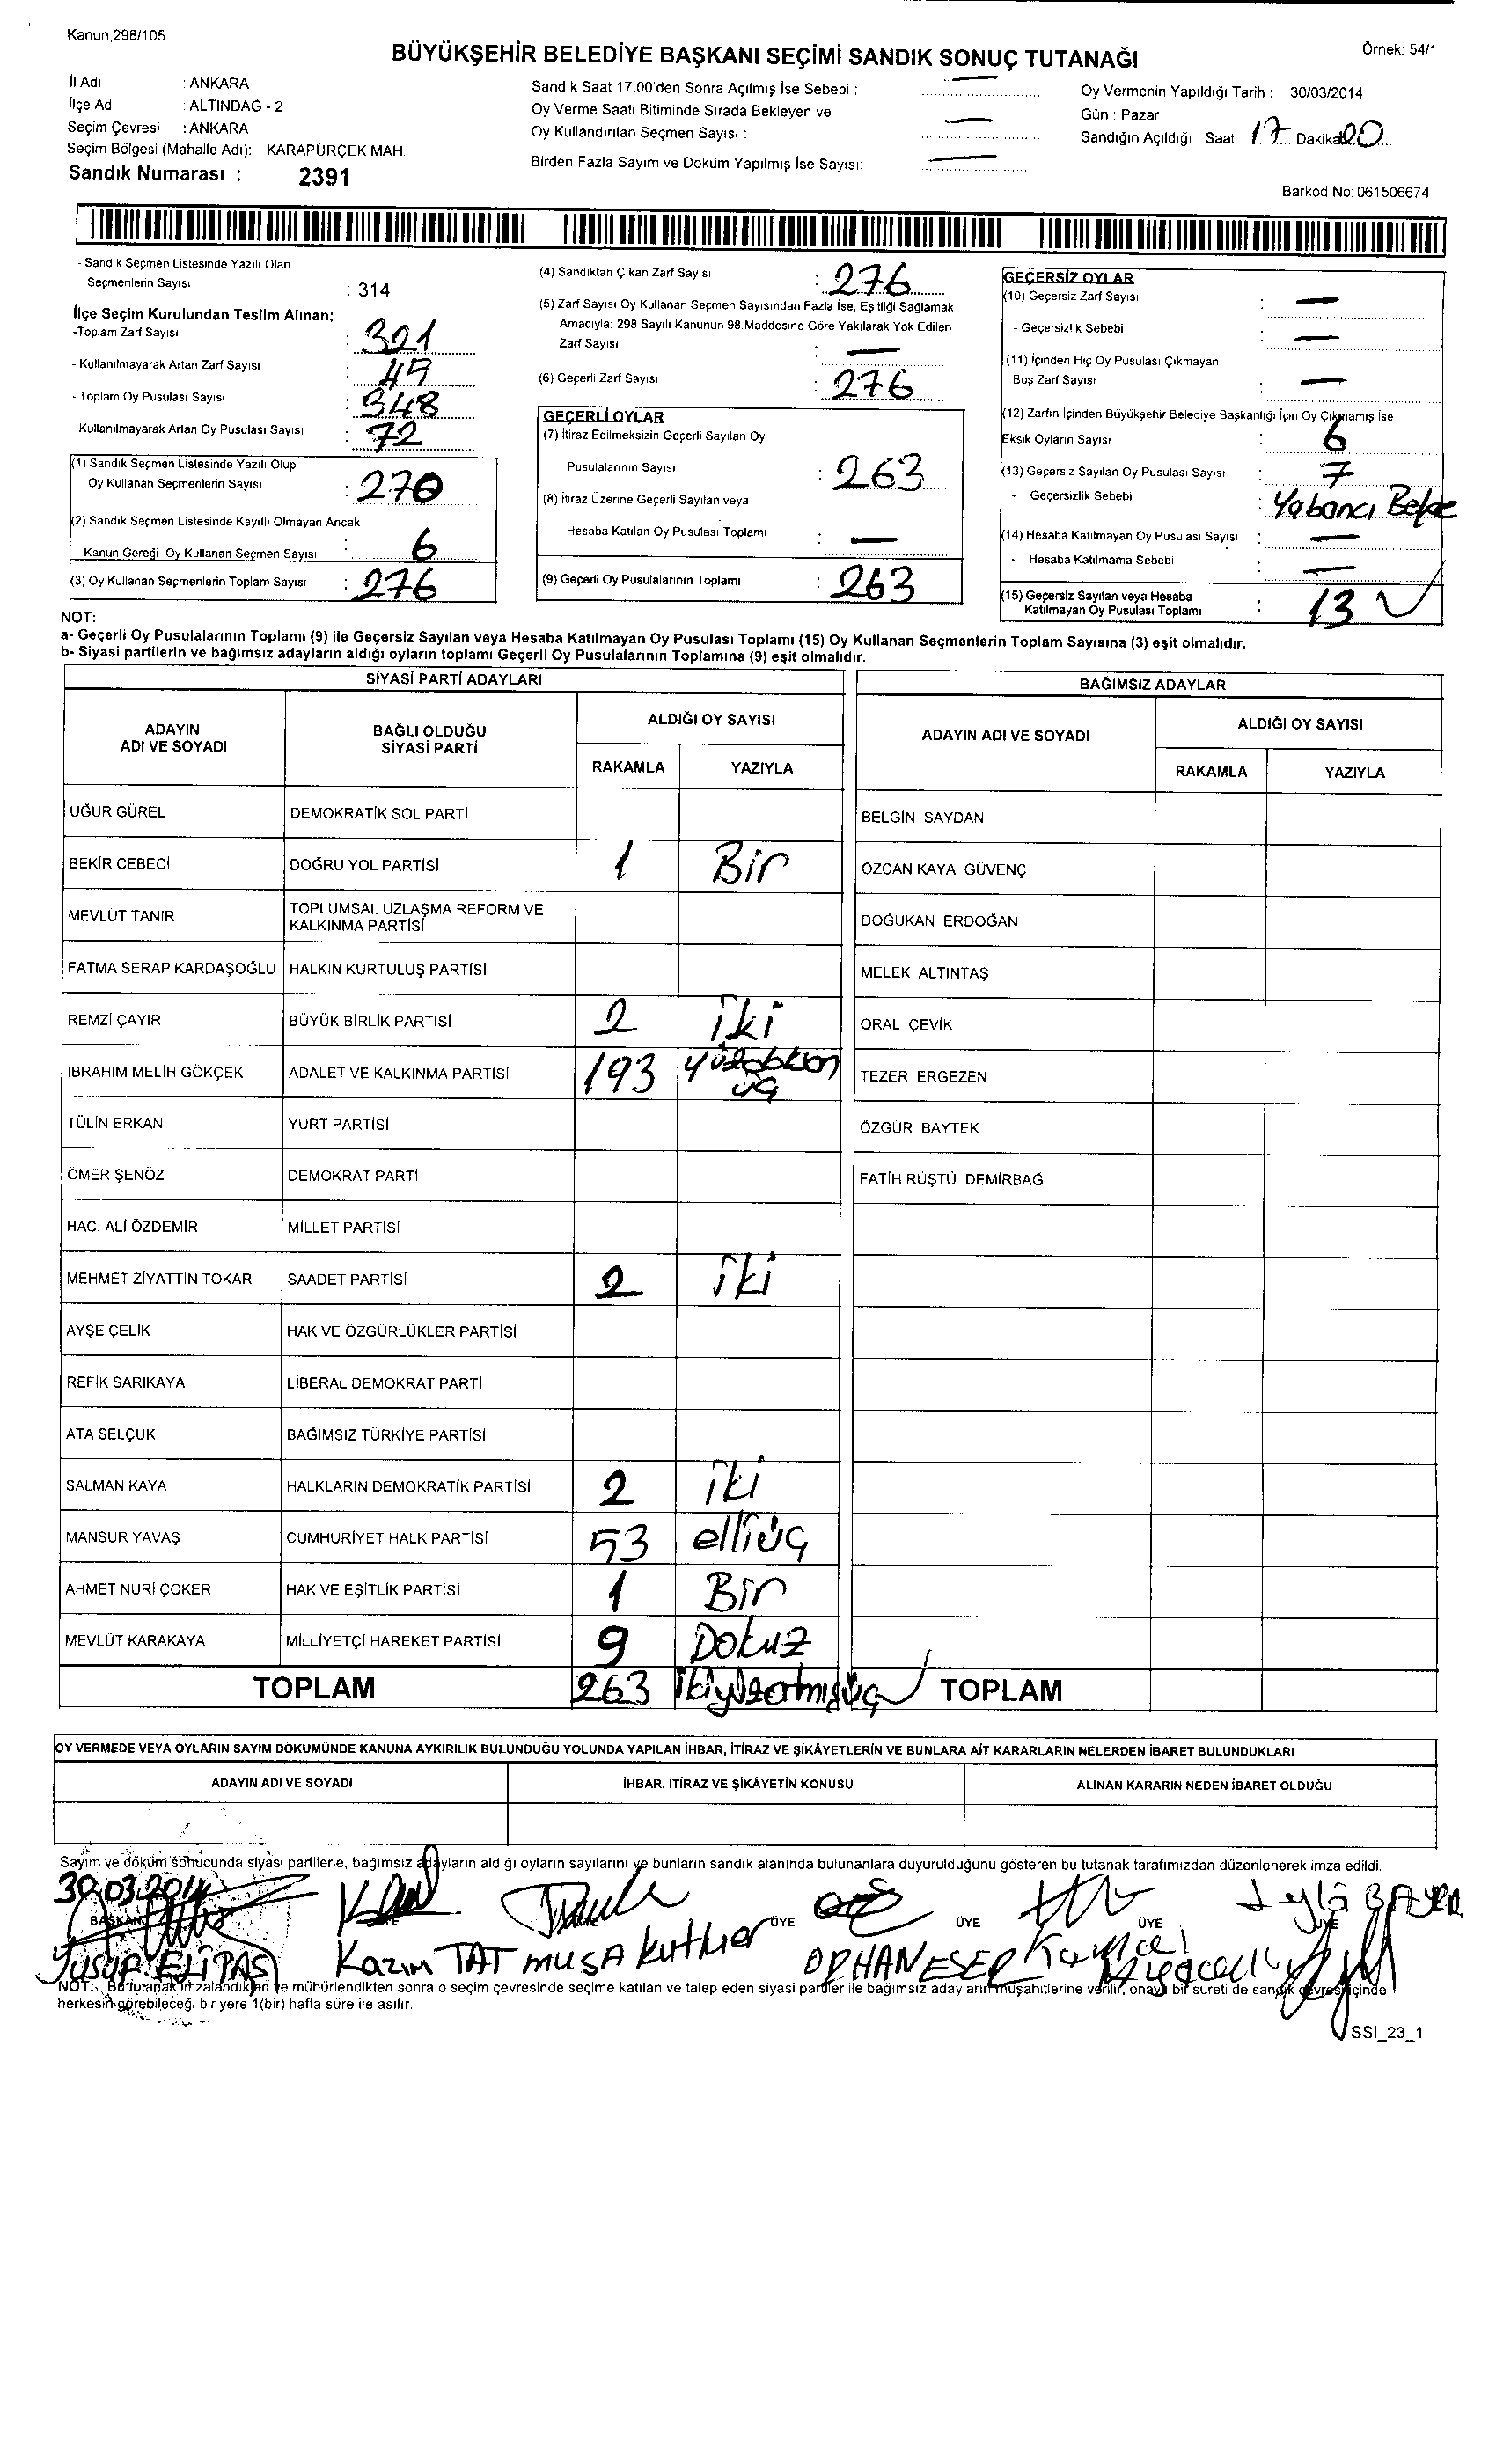 Kanun;298/105
BÜYÜKŞEHİR BELEDİYE BAŞKANI SEÇİMİ SANDIK SONUÇ TUTANAĞI
Örnek: 54/1
İl Adı : ANKARA
İlçe Adı : ALTINDAĞ - 2
Seçim Çevresi : ANKARA
Seçim Bölgesi (Mahalle Adı): KARAPÜRÇEK MAH.
Sandık Numarası : 2391
Sandık Saat 17.00'den Sonra Açılmış İse Sebebi : —
Oy Verme Saati Bitiminde Sırada Bekleyen ve
Oy Kullandırılan Seçmen Sayısı : —
Birden Fazla Sayım ve Döküm Yapılmış İse Sayısı: —
Oy Vermenin Yapıldığı Tarih : 30/03/2014
Gün : Pazar
Sandığın Açıldığı Saat : 17 Dakika
Barkod No: 061506674
- Sandık Seçmen Listesinde Yazılı Olan
Seçmenlerin Sayısı : 314
İlçe Seçim Kurulundan Teslim Alınan;
-Toplam Zarf Sayısı : 321
- Kullanılmayarak Artan Zarf Sayısı : 45
- Toplam Oy Pusulası Sayısı : 348
- Kullanılmayarak Artan Oy Pusulası Sayısı : 72
(1) Sandık Seçmen Listesinde Yazılı Olup
Oy Kullanan Seçmenlerin Sayısı : 270
(2) Sandık Seçmen Listesinde Kayıllı Olmayan Ancak
Kanun Gereği Oy Kullanan Seçmen Sayısı : 6
(3) Oy Kullanan Seçmenlerin Toplam Sayısı : 276
(4) Sandıktan Çıkan Zarf Sayısı : 276
(5) Zarf Sayısı Oy Kullanan Seçmen Sayısından Fazla İse, Eşitliği Sağlamak
Amacıyla: 298 Sayılı Kanunun 98.Maddesine Göre Yakılarak Yok Edilen
Zarf Sayısı : —
(6) Geçerli Zarf Sayısı : 276
GEÇERLİ OYLAR
(7) İtiraz Edilmeksizin Geçerli Sayılan Oy
Pusulalarının Sayısı : 263
(8) İtiraz Üzerine Geçerli Sayılan veya
Hesaba Katılan Oy Pusulası Toplamı : —
(9) Geçerli Oy Pusulalarının Toplamı : 263
GEÇERSİZ OYLAR
(10) Geçersiz Zarf Sayısı : —
- Geçersizlik Sebebi : —
(11) İçinden Hiç Oy Pusulası Çıkmayan
Boş Zarf Sayısı : —
(12) Zarfın İçinden Büyükşehir Belediye Başkanlığı İçin Oy Çıkmamış İse
Eksik Oyların Sayısı : 6
(13) Geçersiz Sayılan Oy Pusulası Sayısı : 7
- Geçersizlik Sebebi : Yabancı
(14) Hesaba Katılmayan Oy Pusulası Sayısı : —
- Hesaba Katılmama Sebebi : —
(15) Geçersiz Sayılan veya Hesaba
Katılmayan Oy Pusulası Toplamı : 13
NOT:
a- Geçerli Oy Pusulalarının Toplamı (9) ile Geçersiz Sayılan veya Hesaba Katılmayan Oy Pusulası Toplamı (15) Oy Kullanan Seçmenlerin Toplam Sayısına (3) eşit olmalıdır.
b- Siyasi partilerin ve bağımsız adayların aldığı oyların toplamı Geçerli Oy Pusulalarının Toplamına (9) eşit olmalıdır.
SİYASİ PARTİ ADAYLARI
ADAYIN ADI VE SOYADI BAĞLI OLDUĞU SİYASİ PARTİ ALDIĞI OY SAYISI
RAKAMLA YAZIYLA
UĞUR GÜREL DEMOKRATİK SOL PARTİ
BEKİR CEBECİ DOĞRU YOL PARTİSİ 1 Bir
MEVLÜT TANIR TOPLUMSAL UZLAŞMA REFORM VE KALKINMA PARTİSİ
FATMA SERAP KARDAŞOĞLU HALKIN KURTULUŞ PARTİSİ
REMZİ ÇAYIR BÜYÜK BİRLİK PARTİSİ 2 iki
İBRAHİM MELİH GÖKÇEK ADALET VE KALKINMA PARTİSİ 193
TÜLİN ERKAN YURT PARTİSİ
ÖMER ŞENÖZ DEMOKRAT PARTİ
HACI ALİ ÖZDEMİR MİLLET PARTİSİ
MEHMET ZİYATTİN TOKAR SAADET PARTİSİ 2 iki
AYŞE ÇELİK HAK VE ÖZGÜRLÜKLER PARTİSİ
REFİK SARIKAYA LİBERAL DEMOKRAT PARTİ
ATA SELÇUK BAĞIMSIZ TÜRKİYE PARTİSİ
SALMAN KAYA HALKLARIN DEMOKRATİK PARTİSİ 2 iki
MANSUR YAVAŞ CUMHURİYET HALK PARTİSİ 53 elliüç
AHMET NURİ ÇOKER HAK VE EŞİTLİK PARTİSİ 1 Bir
MEVLÜT KARAKAYA MİLLİYETÇİ HAREKET PARTİSİ 9 Dokuz
TOPLAM 263
BAĞIMSIZ ADAYLAR
ADAYIN ADI VE SOYADI ALDIĞI OY SAYISI
RAKAMLA YAZIYLA
BELGİN SAYDAN
ÖZCAN KAYA GÜVENÇ
DOĞUKAN ERDOĞAN
MELEK ALTINTAŞ
ORAL ÇEVİK
TEZER ERGEZEN
ÖZGÜR BAYTEK
FATİH RÜŞTÜ DEMİRBAĞ
TOPLAM
OY VERMEDE VEYA OYLARIN SAYIM DÖKÜMÜNDE KANUNA AYKIRILIK BULUNDUĞU YOLUNDA YAPILAN İHBAR, İTİRAZ VE ŞİKÂYETLERİN VE BUNLARA AİT KARARLARIN NELERDEN İBARET BULUNDUKLARI
ADAYIN ADI VE SOYADI İHBAR, İTİRAZ VE ŞİKÂYETİN KONUSU ALINAN KARARIN NEDEN İBARET OLDUĞU
Sayım ve döküm sonucunda siyasi partilerle, bağımsız adayların aldığı oyların sayılarını ve bunların sandık alanında bulunanlara duyurulduğunu gösteren bu tutanak tarafımızdan düzenlenerek imza edildi.
30.03.2014
BAŞKAN ÜYE ÜYE ÜYE ÜYE
Kazım TAT ORHAN ESER
NOT: Bu tutanak imzalandıktan ve mühürlendikten sonra o seçim çevresinde seçime katılan ve talep eden siyasi partiler ile bağımsız adayların müşahitlerine verilir, onaylı bir sureti de sandık çevresi içinde
herkesin görebileceği bir yere 1(bir) hafta süre ile asılır.
SSI_23_1